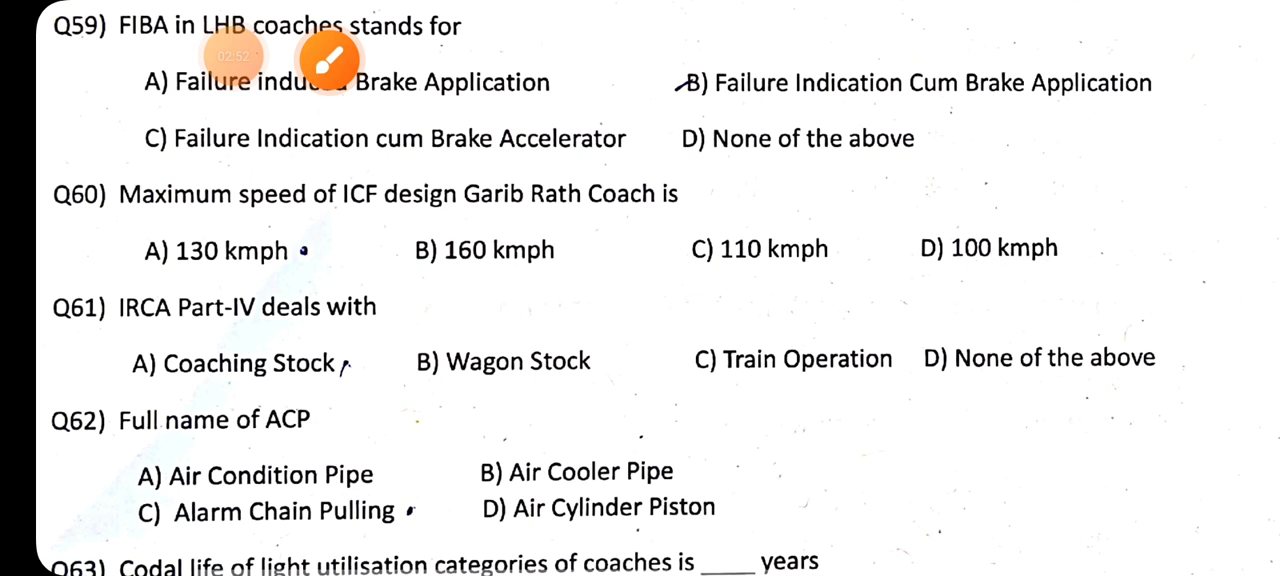 Q59) FIBA in LHB coaches stands for
02:52
A) Failure Brake Application B) Failure Indication Cum Brake Application
C) Failure Indication cum Brake Accelerator D) None of the above
Q60) Maximum speed of ICF design Garib Rath Coach is
A) 130 kmph B) 160 kmph C) 110 kmph D) 100 kmph
Q61) IRCA Part-IV deals with
A) Coaching Stock B) Wagon Stock C) Train Operation D) None of the above
Q62) Full name of ACP
A) Air Condition Pipe B) Air Cooler Pipe
C) Alarm Chain Pulling D) Air Cylinder Piston
Q63) Codal life of light utilisation categories of coaches is ____ years